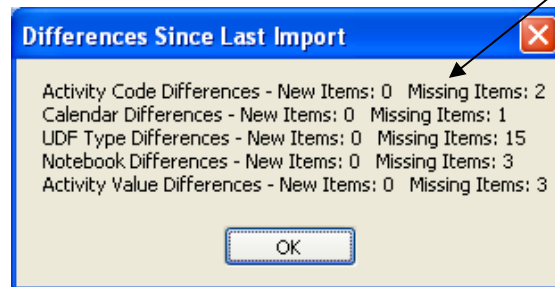 Differences Since Last Import
Activity Code Differences - New Items: 0 Missing Items: 2
Calendar Differences - New Items: 0 Missing Items: 1
UDF Type Differences - New Items: 0 Missing Items: 15
Notebook Differences - New Items: 0 Missing Items: 3
Activity Value Differences - New Items: 0 Missing Items: 3
OK